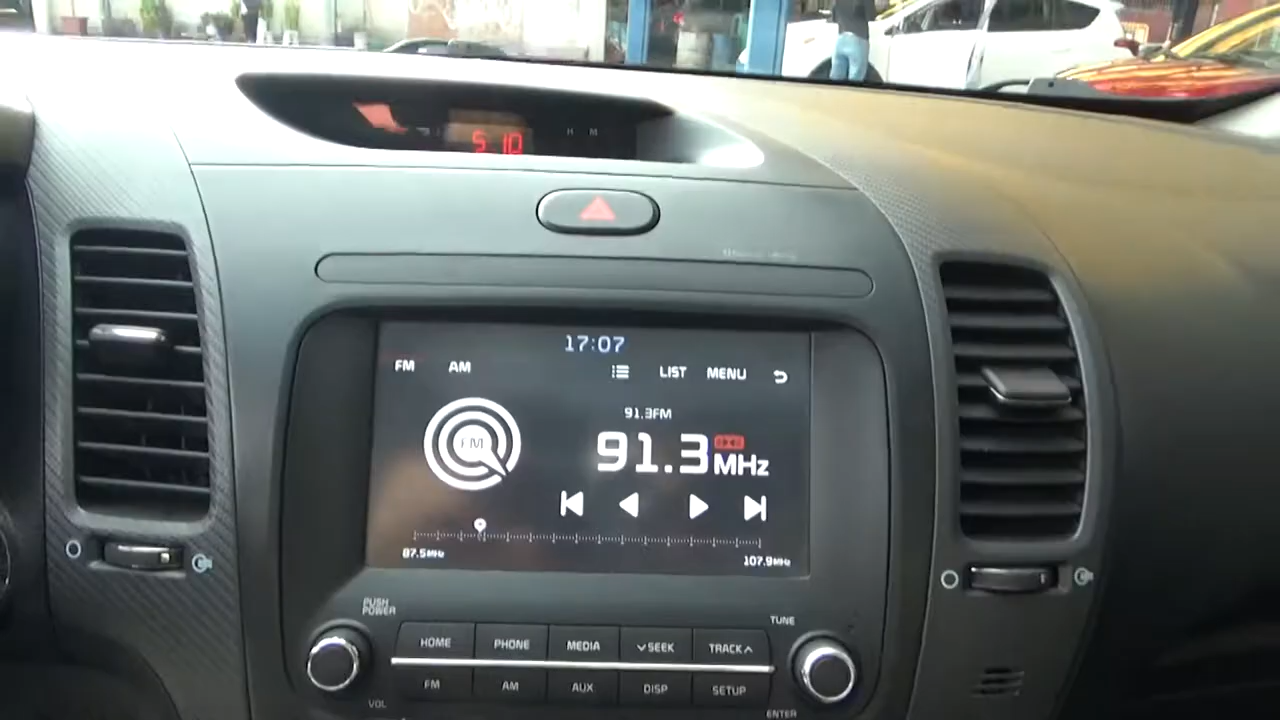 5 10
H M
17:07
FM AM LIST MENU
91.3FM
FM
91.3 MHz
87.5MHz 107.9MHz
PUSH
POWER
TUNE
HOME PHONE MEDIA SEEK TRACK
FM AM AUX DISP SETUP
VOL
ENTER